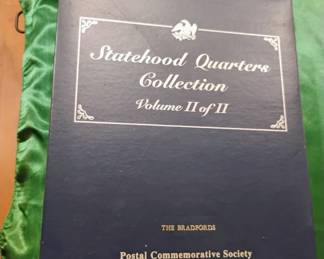 Statehood Quarters
Collection
Volume II of II
THE BRADFORDS
Postal Commemorative Society